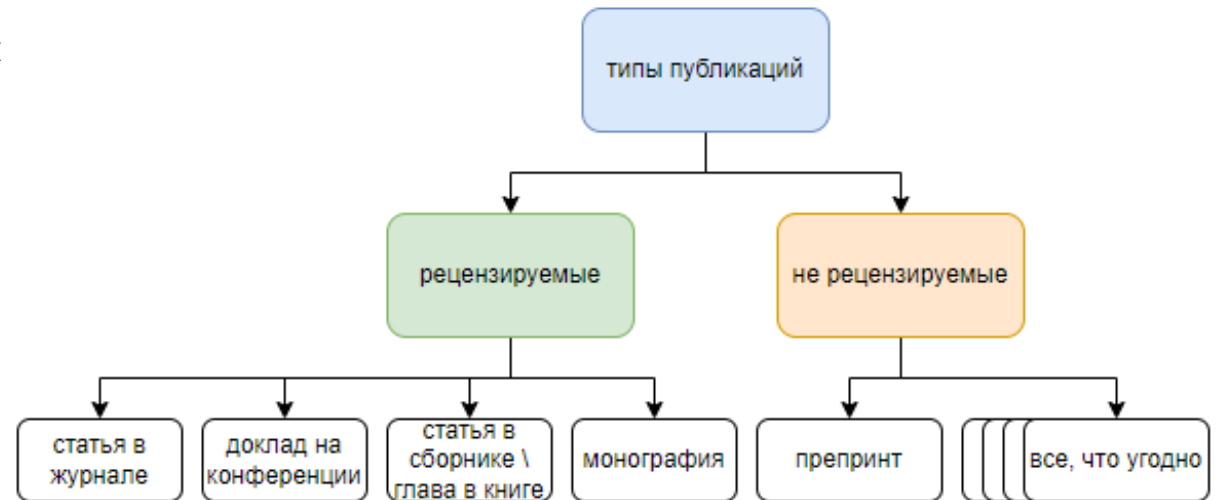 типы публикаций
рецензируемые
не рецензируемые
статья в
журнале
доклад на
конференции
статья в
сборнике \
глава в книге
монография
препринт
все, что угодно